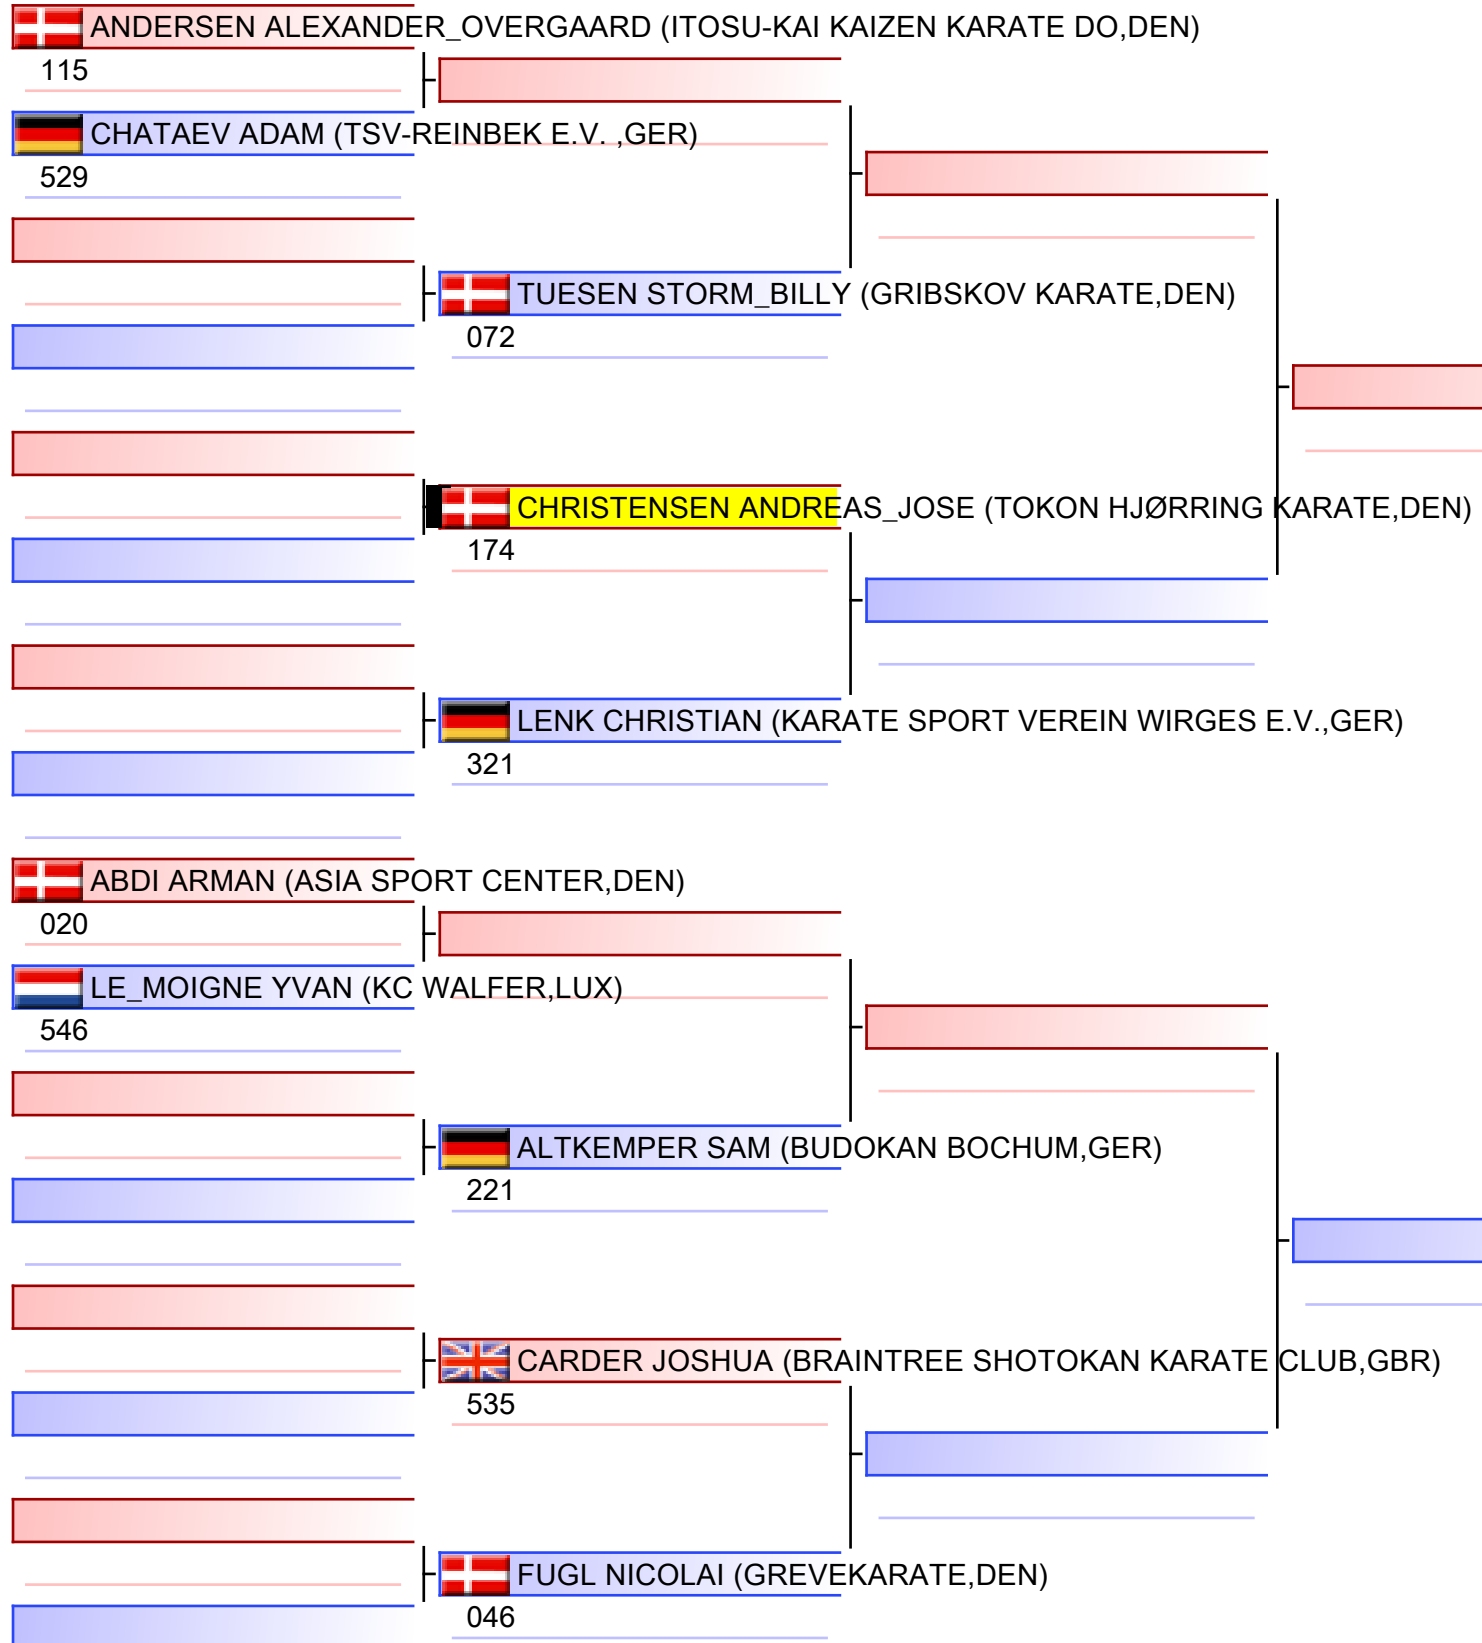 ANDERSEN ALEXANDER_OVERGAARD (ITOSU-KAI KAIZEN KARATE DO,DEN)
115
CHATAEV ADAM (TSV-REINBEK E.V. ,GER)
529
TUESEN STORM_BILLY (GRIBSKOV KARATE,DEN)
072
CHRISTENSEN ANDREAS_JOSE (TOKON HJØRRING KARATE,DEN)
174
LENK CHRISTIAN (KARATE SPORT VEREIN WIRGES E.V.,GER)
321
ABDI ARMAN (ASIA SPORT CENTER,DEN)
020
LE_MOIGNE YVAN (KC WALFER,LUX)
546
ALTKEMPER SAM (BUDOKAN BOCHUM,GER)
221
CARDER JOSHUA (BRAINTREE SHOTOKAN KARATE CLUB,GBR)
535
FUGL NICOLAI (GREVEKARATE,DEN)
046